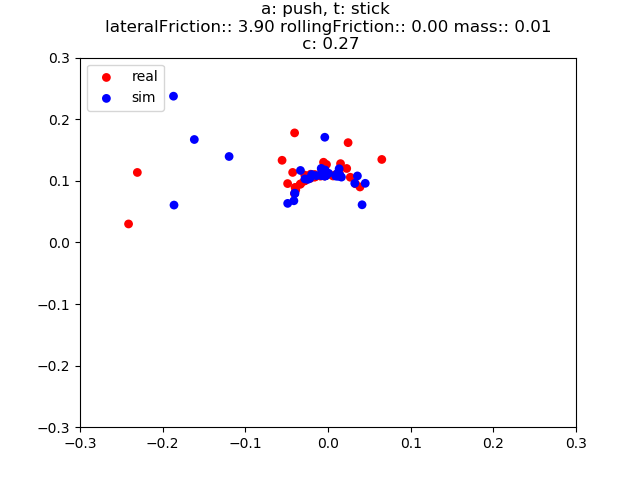 a: push, t: stick
lateralFriction:: 3.90 rollingFriction:: 0.00 mass:: 0.01
c: 0.27
real
sim
0.3
0.2
0.1
0.0
−0.1
−0.2
−0.3
−0.3
−0.2
−0.1
0.0
0.1
0.2
0.3